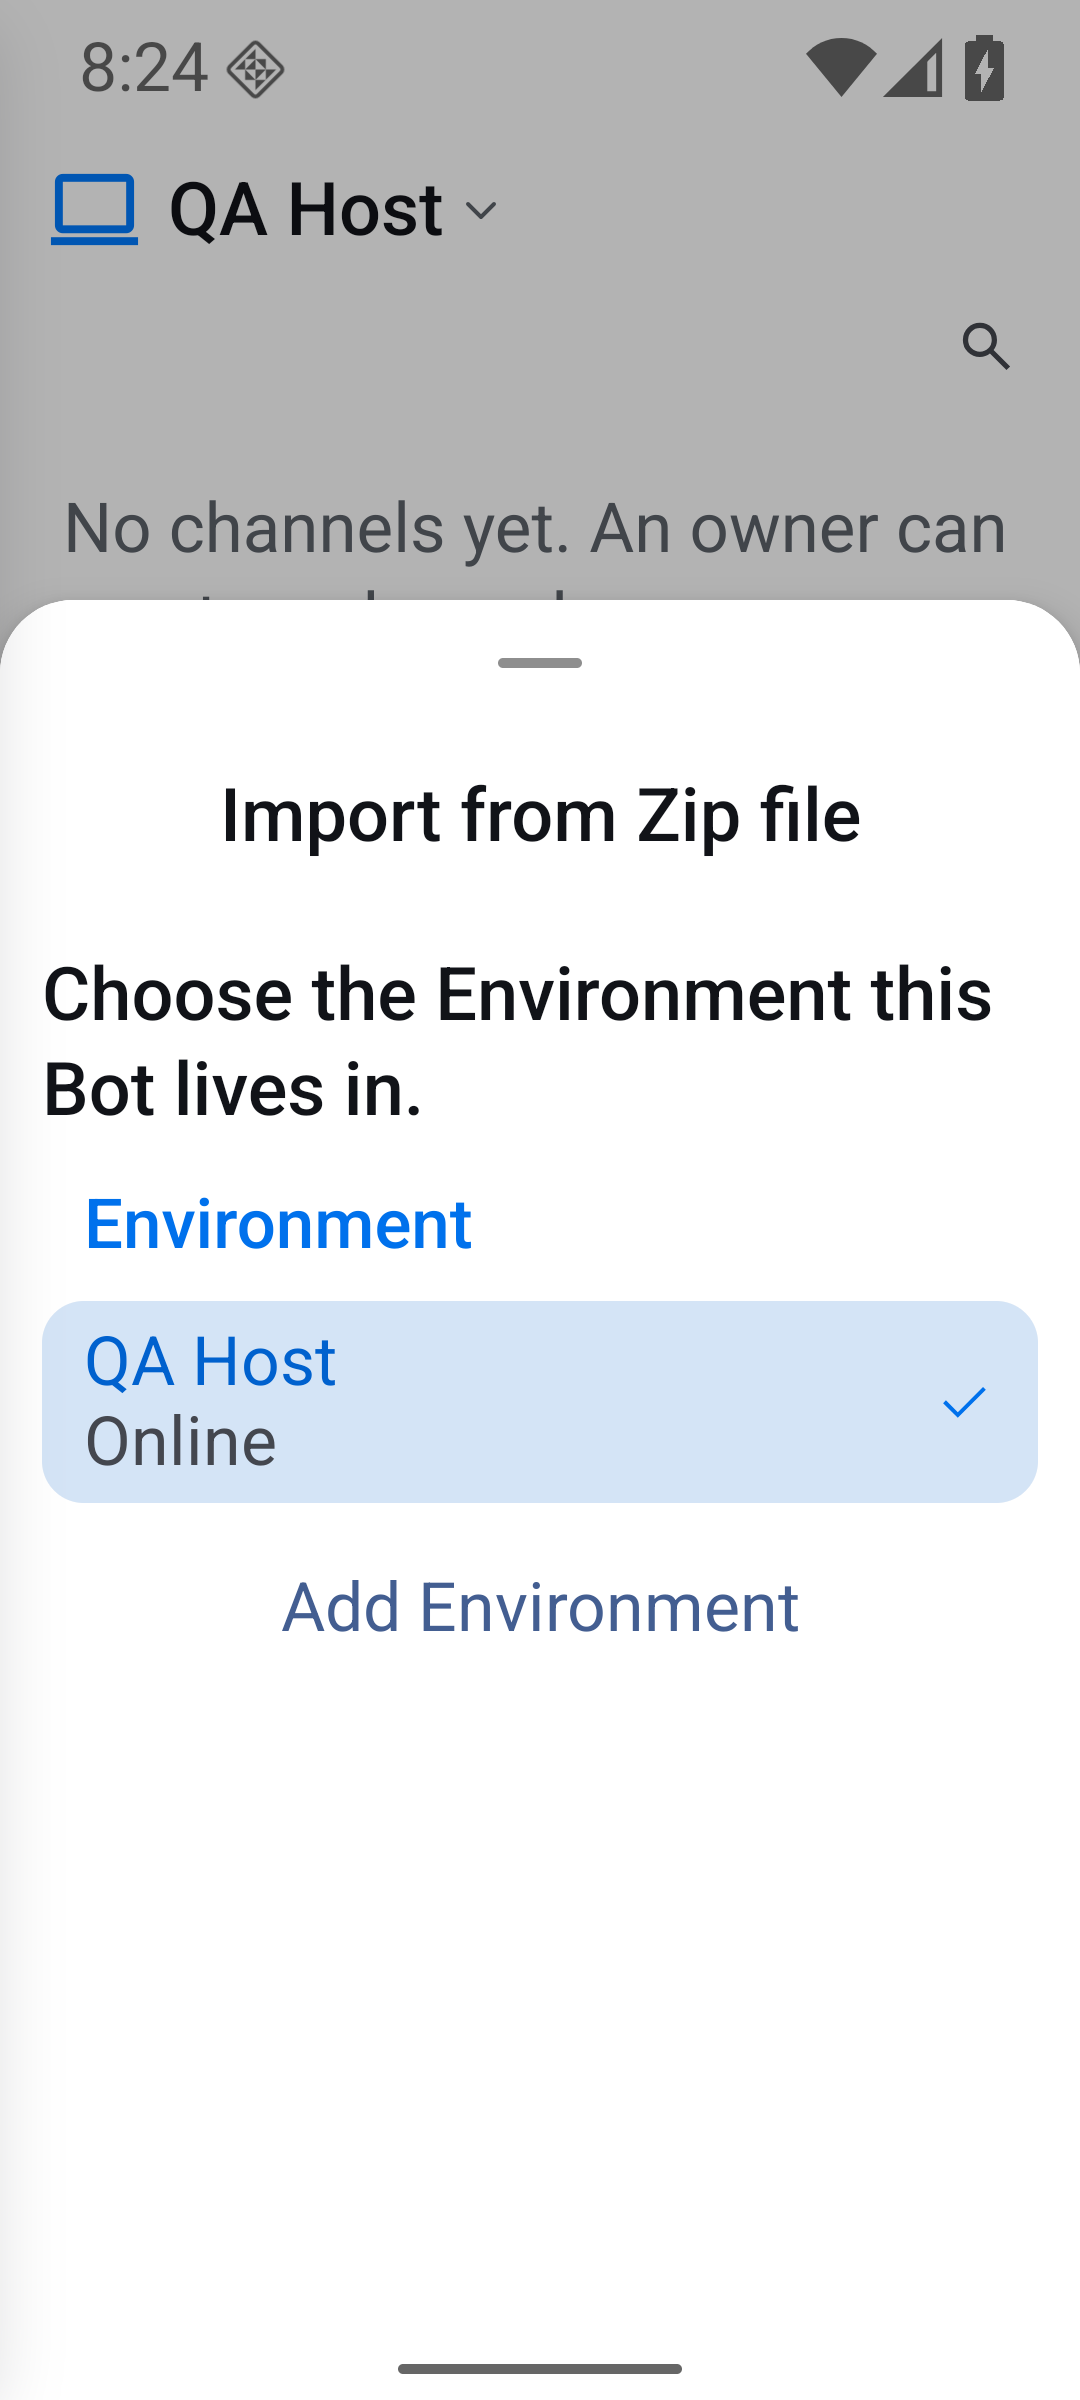 8:24
QA Host
No channels yet. An owner can
Import from Zip file
Choose the Environment this
Bot lives in.
Environment
QA Host
Online
Add Environment